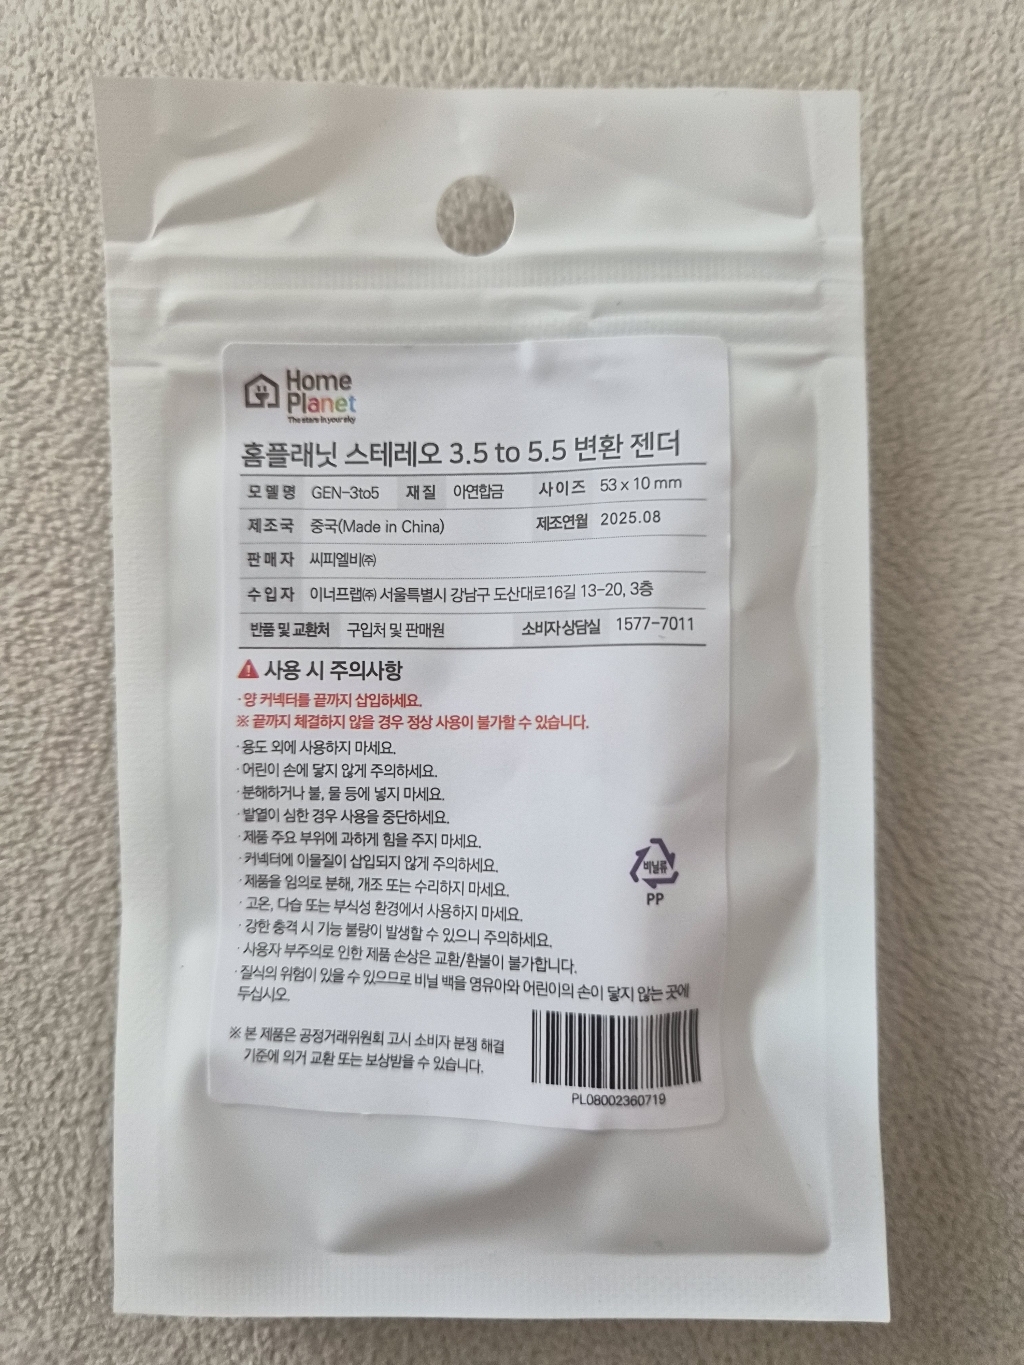 Home
Planet
The stars in your sky
홈플래닛 스테레오 3.5 to 5.5 변환 젠더
모델명 GEN-3to5 재질 아연합금 사이즈 53 x 10 mm
제조국 중국(Made in China) 제조연월 2025.08
판매자 씨피엘비㈜
수입자 이너프랩㈜ 서울특별시 강남구 도산대로16길 13-20, 3층
반품 및 교환처 구입처 및 판매원 소비자상담실 1577-7011
사용 시 주의사항
·양 커넥터를 끝까지 삽입하세요.
※ 끝까지 체결하지 않을 경우 정상 사용이 불가할 수 있습니다.
·용도 외에 사용하지 마세요.
·어린이 손에 닿지 않게 주의하세요.
·분해하거나 불, 물 등에 넣지 마세요.
·발열이 심한 경우 사용을 중단하세요.
·제품 주요 부위에 과하게 힘을 주지 마세요.
·커넥터에 이물질이 삽입되지 않게 주의하세요.
·제품을 임의로 분해, 개조 또는 수리하지 마세요.
·고온, 다습 또는 부식성 환경에서 사용하지 마세요.
·강한 충격 시 기능 불량이 발생할 수 있으니 주의하세요.
·사용자 부주의로 인한 제품 손상은 교환/환불이 불가합니다.
·질식의 위험이 있을 수 있으므로 비닐 백을 영유아와 어린이의 손이 닿지 않는 곳에
두십시오.
비닐류
PP
※ 본 제품은 공정거래위원회 고시 소비자 분쟁 해결
기준에 의거 교환 또는 보상받을 수 있습니다.
PL08002360719